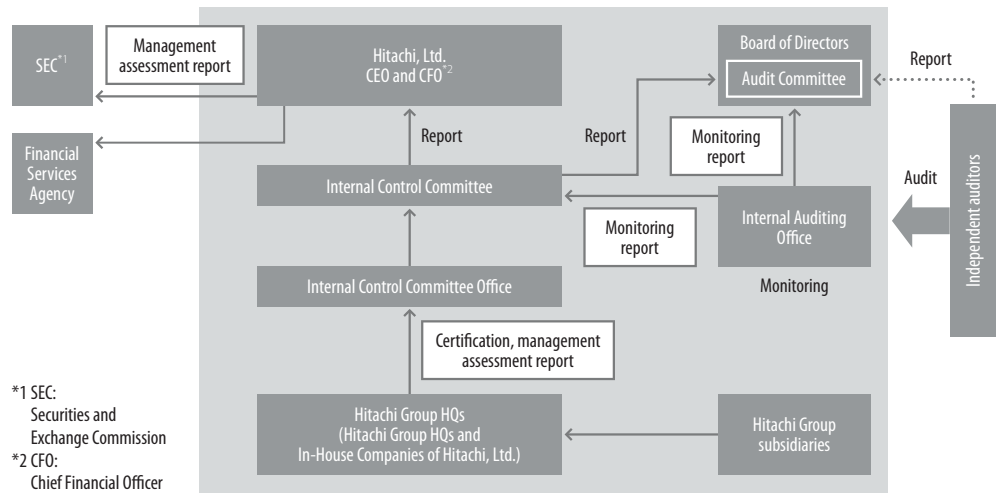 SEC*1
Management
assessment report
Hitachi, Ltd.
CEO and CFO*2
Board of Directors
Audit Committee
Report
Financial
Services
Agency
Report
Report
Monitoring
report
Internal Control Committee
Audit
Monitoring
report
Internal Auditing
Office
Independent auditors
Internal Control Committee Office
Monitoring
Certification, management
assessment report
*1 SEC:
Securities and
Exchange Commission
*2 CFO:
Chief Financial Officer
Hitachi Group HQs
(Hitachi Group HQs and
In-House Companies of Hitachi, Ltd.)
Hitachi Group
subsidiaries